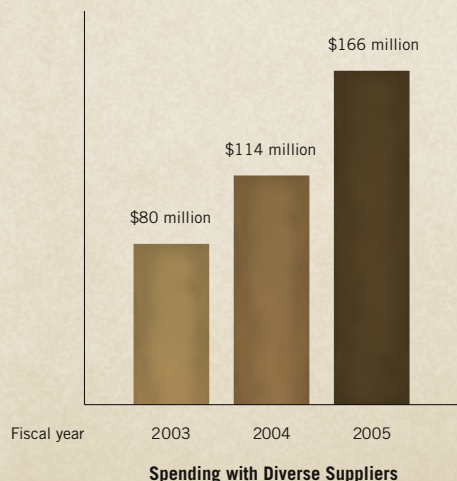 $166 million
$114 million
$80 million
Fiscal year 2003 2004 2005
Spending with Diverse Suppliers